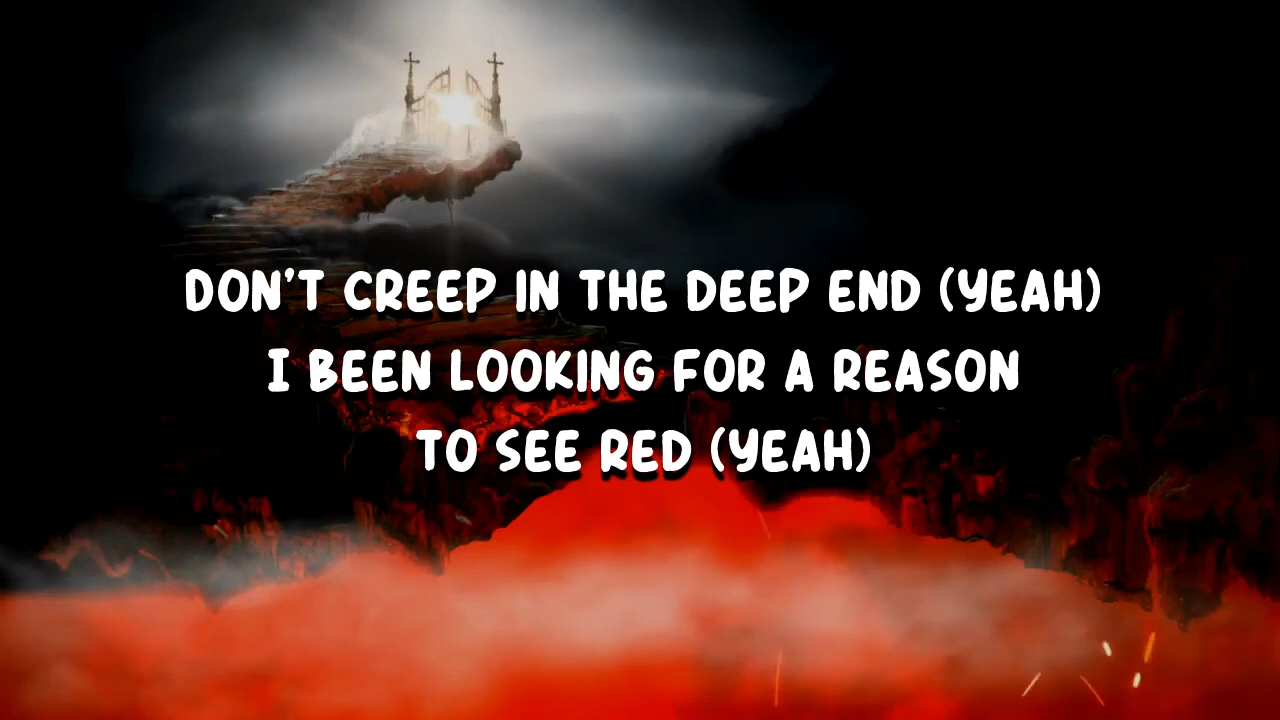 DON'T CREEP IN THE DEEP END (YEAH)
I BEEN LOOKING FOR A REASON
TO SEE RED (YEAH)